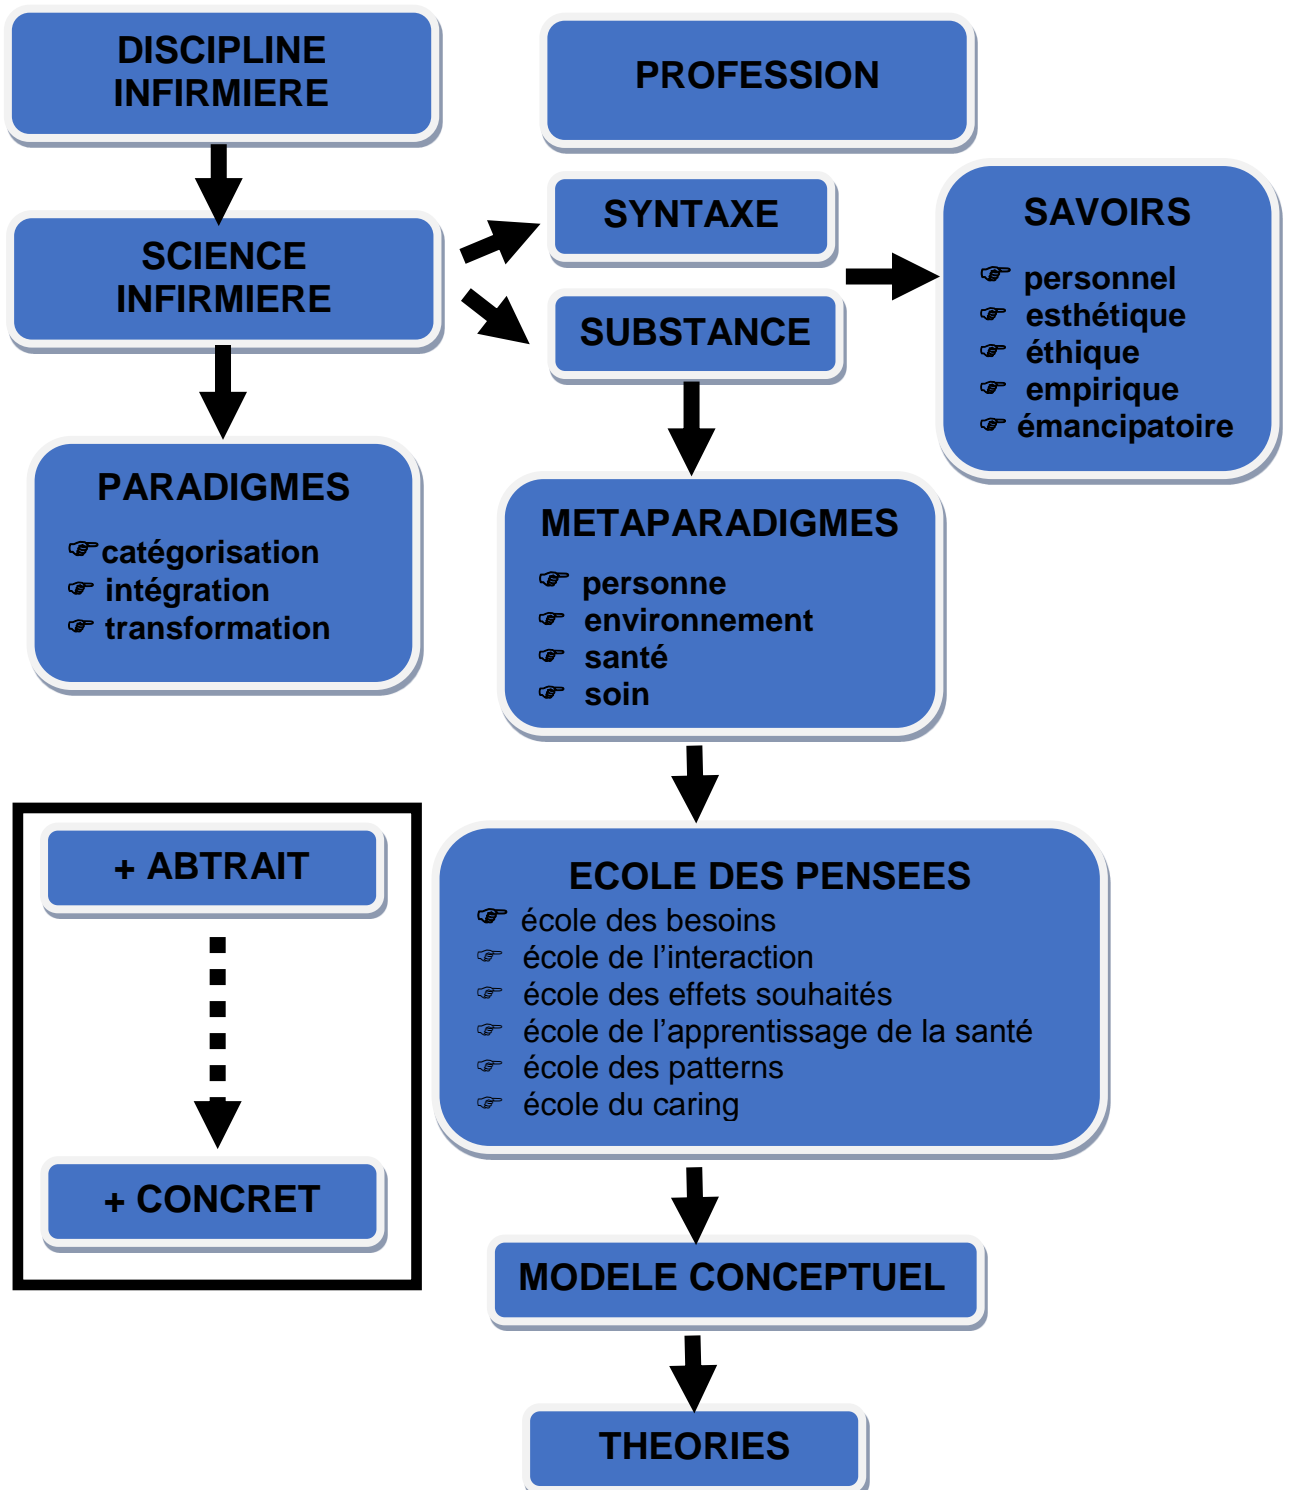 DISCIPLINE
INFIRMIERE
PROFESSION
SCIENCE
INFIRMIERE
SYNTAXE
SUBSTANCE
SAVOIRS
☞ personnel
☞ esthétique
☞ éthique
☞ empirique
☞ émancipatoire
PARADIGMES
☞ catégorisation
☞ intégration
☞ transformation
METAPARADIGMES
☞ personne
☞ environnement
☞ santé
☞ soin
+ ABTRAIT
+ CONCRET
ECOLE DES PENSEES
☞ école des besoins
☞ école de l’interaction
☞ école des effets souhaités
☞ école de l’apprentissage de la santé
☞ école des patterns
☞ école du caring
MODELE CONCEPTUEL
THEORIES